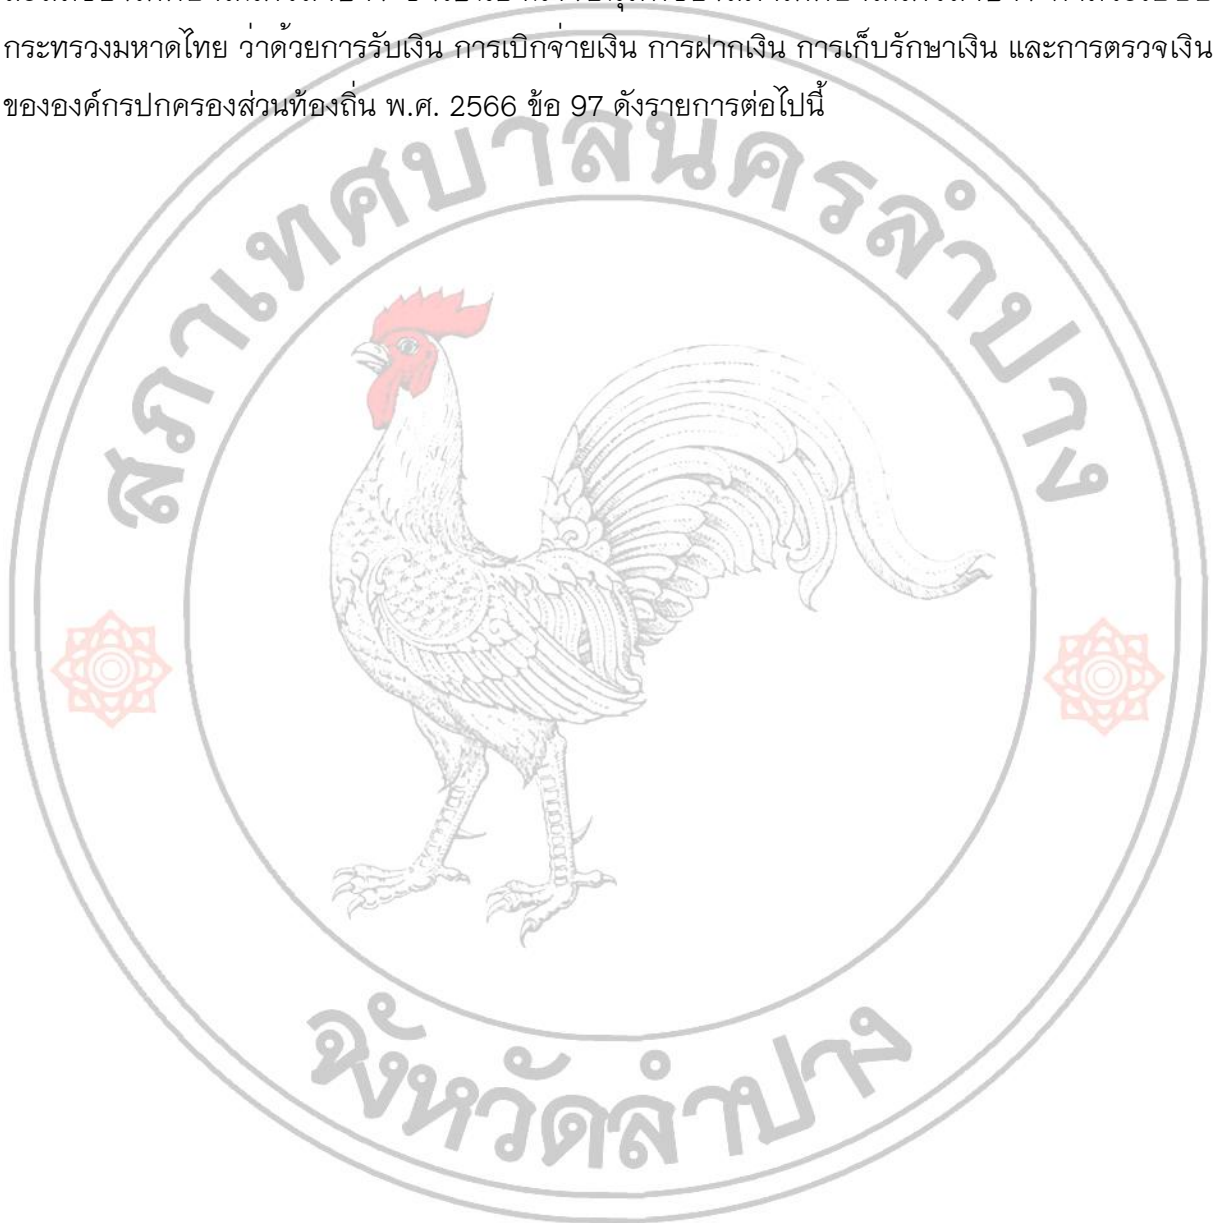 กระทรวงมหาดไทย ว่าด้วยการรับเงิน การเบิกจ่ายเงิน การฝากเงิน การเก็บรักษาเงิน และการตรวจเงิน
ขององค์กรปกครองส่วนท้องถิ่น พ.ศ. 2566 ข้อ 97 ดังรายการต่อไปนี้
สภาเทศบาลนครลำปาง
จังหวัดลำปาง